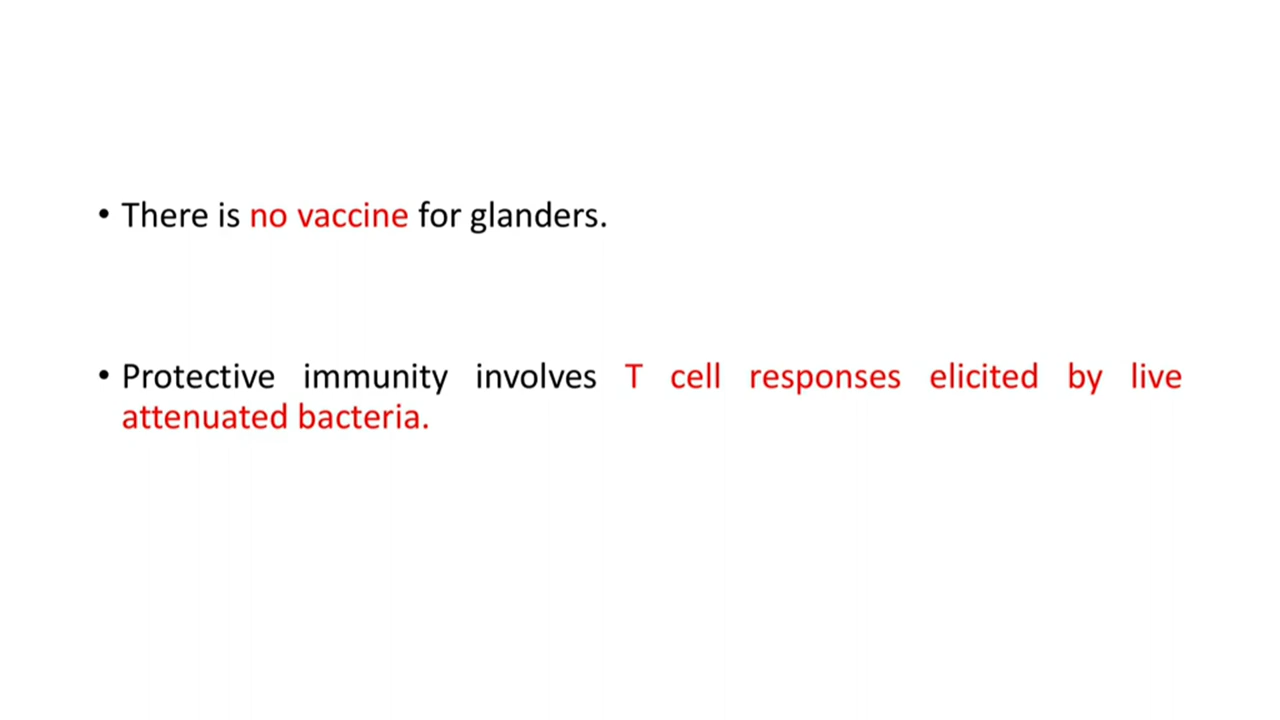 • There is no vaccine for glanders.
• Protective immunity involves T cell responses elicited by live
attenuated bacteria.